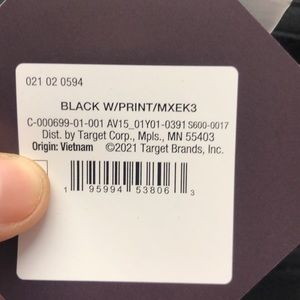 021 02 0594
BLACK W/PRINT/MXEK3
C-000699-01-001 AV15_01Y01-0391 S600-0017
Dist. by Target Corp., Mpls., MN 55403
Origin: Vietnam ©2021 Target Brands, Inc.
1 95994 53806 3